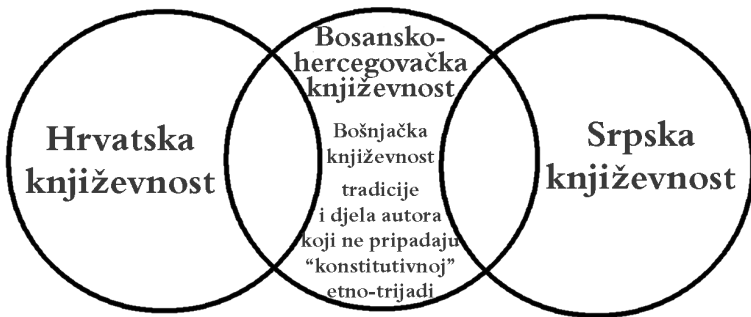 Hrvatska
književnost
Bosansko-
hercegovačka
književnost
Bošnjačka
književnost
tradicije
i djela autora
koji ne pripadaju
“konstitutivnoj”
etno-trijadi
Srpska
književnost